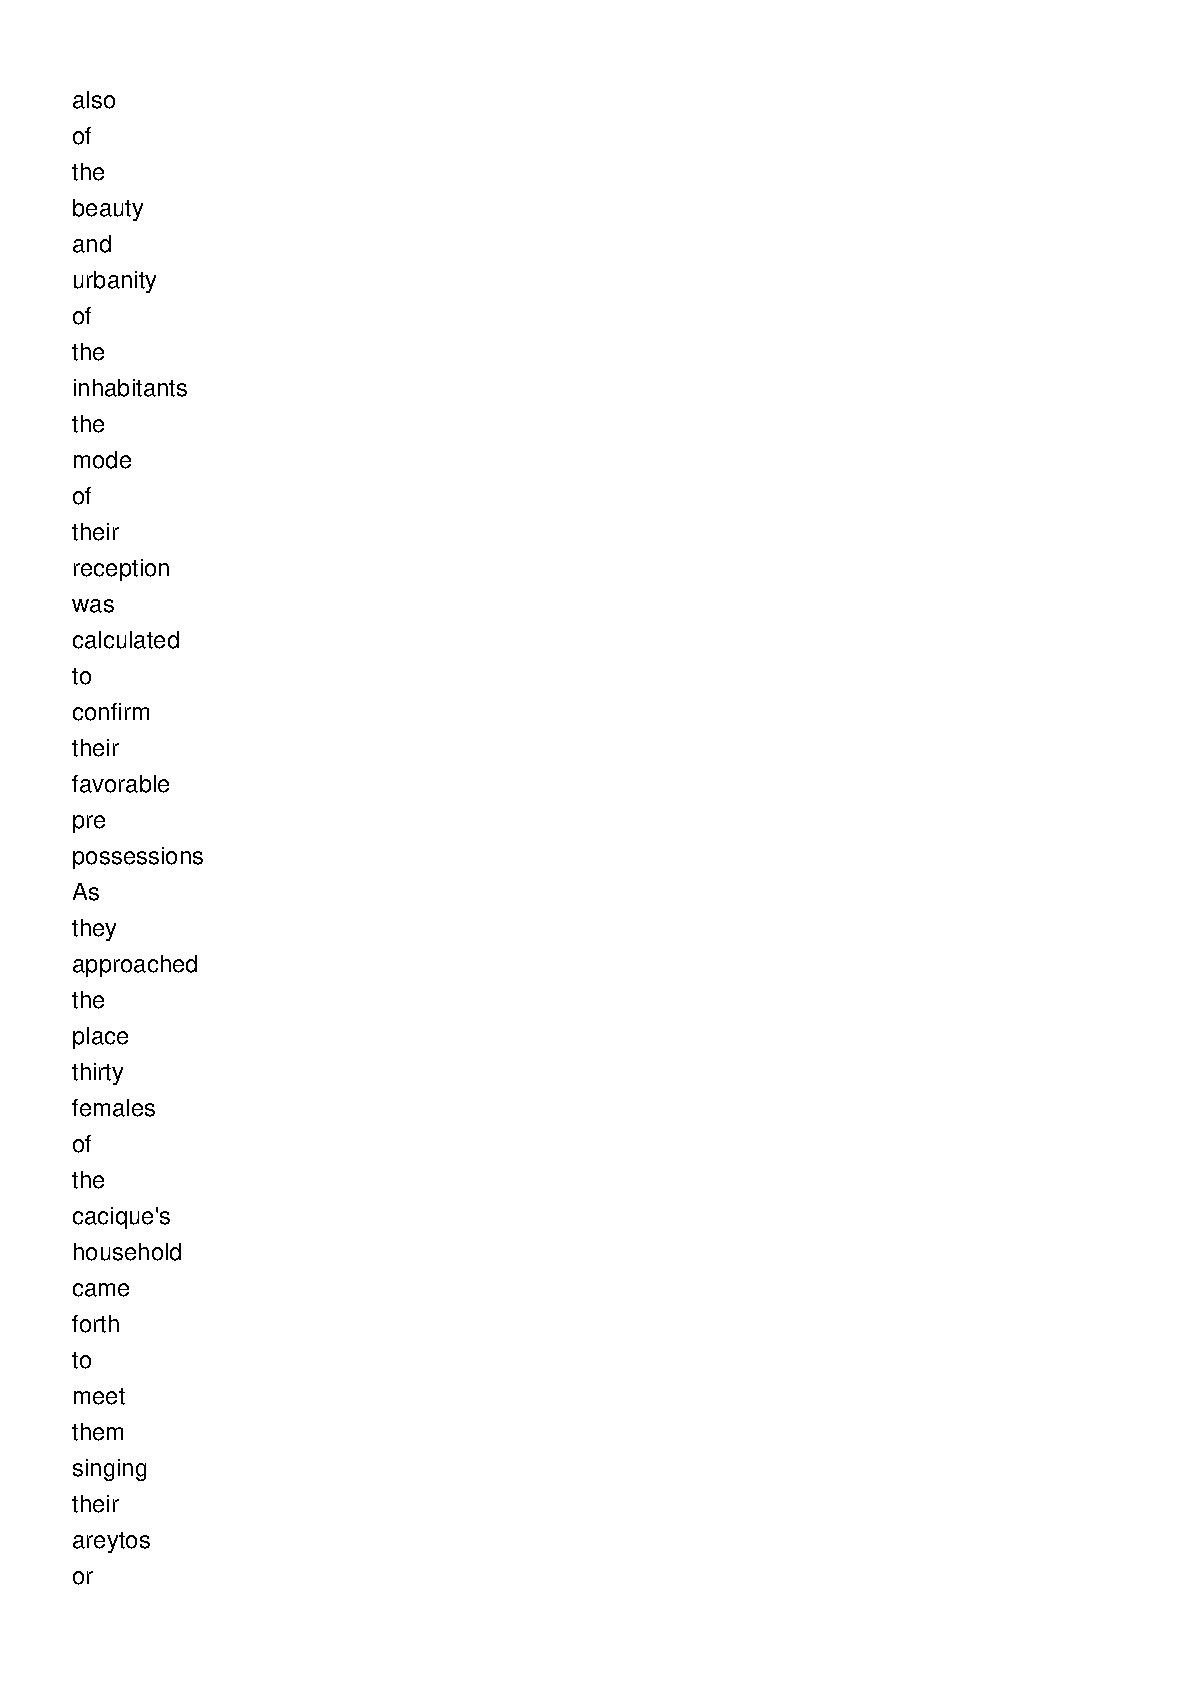 also
of
the
beauty
and
urbanity
of
the
inhabitants
the
mode
of
their
reception
was
calculated
to
confirm
their
favorable
pre
possessions
As
they
approached
the
place
thirty
females
of
the
cacique's
household
came
forth
to
meet
them
singing
their
areytos
or